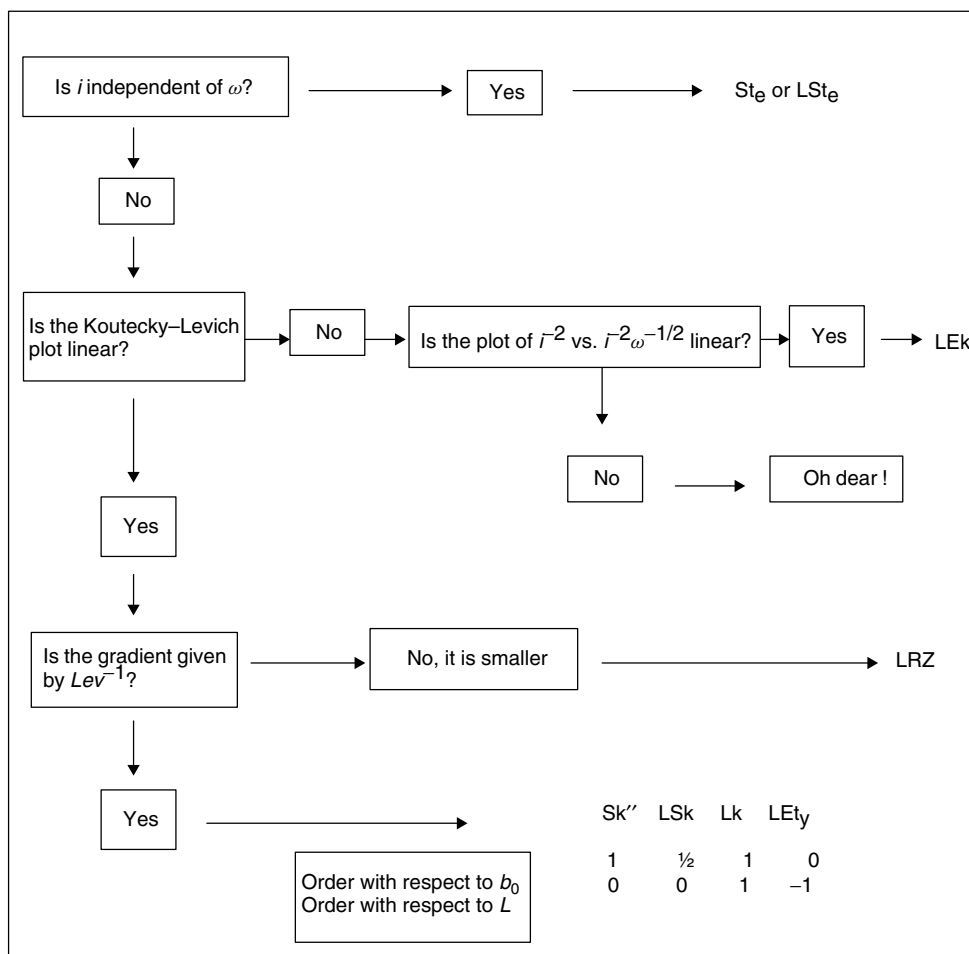 Is i independent of ω?
Yes
St_e or LSt_e
No
Is the Koutecky–Levich
plot linear?
No
Is the plot of i⁻² vs. i⁻²ω⁻¹/² linear?
Yes
LEk
No
Oh dear !
Yes
Is the gradient given
by Lev⁻¹?
No, it is smaller
LRZ
Yes
Sk′′ LSk Lk LEt_y
Order with respect to b₀ 1 ½ 1 0
Order with respect to L 0 0 1 –1